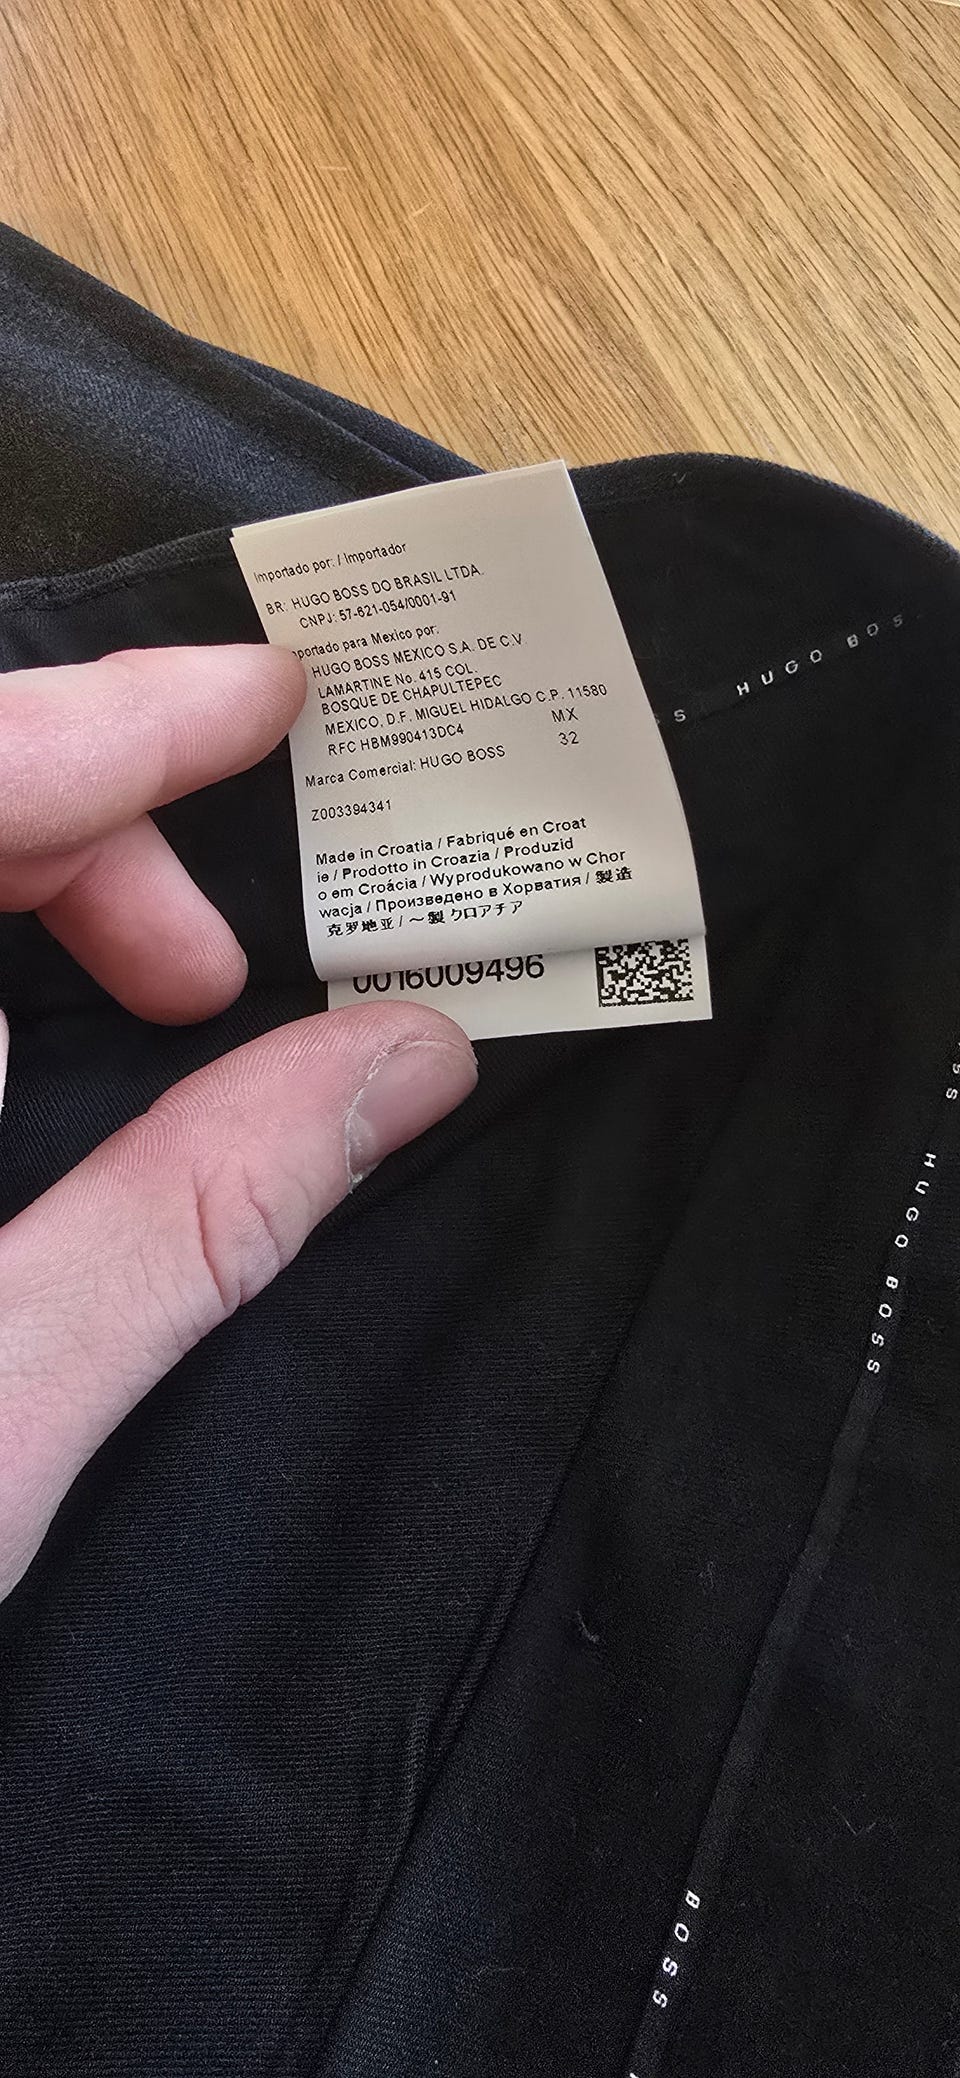 Importado por: / Importador
BR: HUGO BOSS DO BRASIL LTDA.
CNPJ: 57-621-054/0001-91
portado para Mexico por:
HUGO BOSS MEXICO S.A. DE C.V.
LAMARTINE No. 415 COL.
BOSQUE DE CHAPULTEPEC
MEXICO, D.F. MIGUEL HIDALGO C.P. 11580
RFC HBM990413DC4 MX
Marca Comercial: HUGO BOSS 32
Z003394341
Made in Croatia / Fabriqué en Croat
ie / Prodotto in Croazia / Produzid
o em Croácia / Wyprodukowano w Chor
wacja / Произведено в Хорватия / 製造
克罗地亚 / ～製 クロアチア
0016009496
S HUGO BOS
SS
HUGO BOSS
BOSS